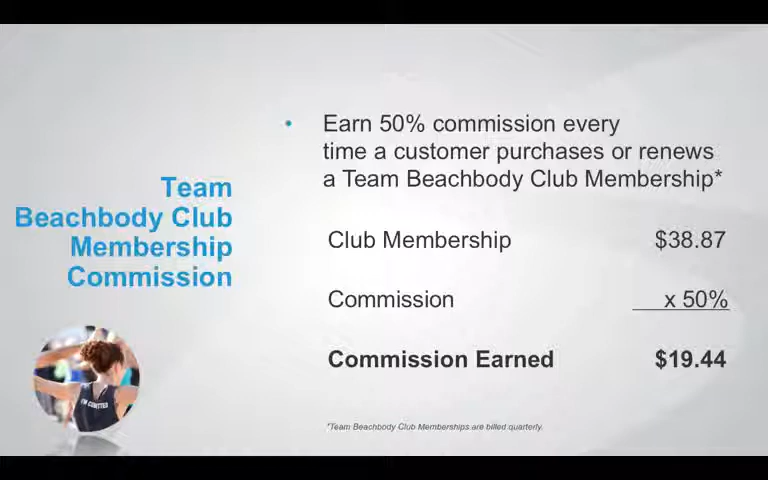 Team
Beachbody Club
Membership
Commission
• Earn 50% commission every
time a customer purchases or renews
a Team Beachbody Club Membership*
Club Membership $38.87
Commission x 50%
Commission Earned $19.44
*Team Beachbody Club Memberships are billed quarterly.